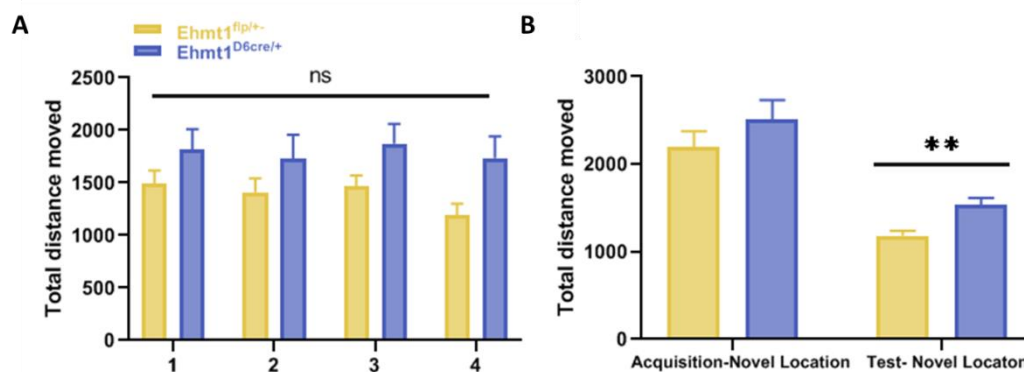 A
Ehmt1flp/+-
Ehmt1D6cre/+
Total distance moved
2500
2000
1500
1000
500
0
ns
1 2 3 4
B
Total distance moved
3000
2000
1000
0
**
Acquisition-Novel Location Test- Novel Locator